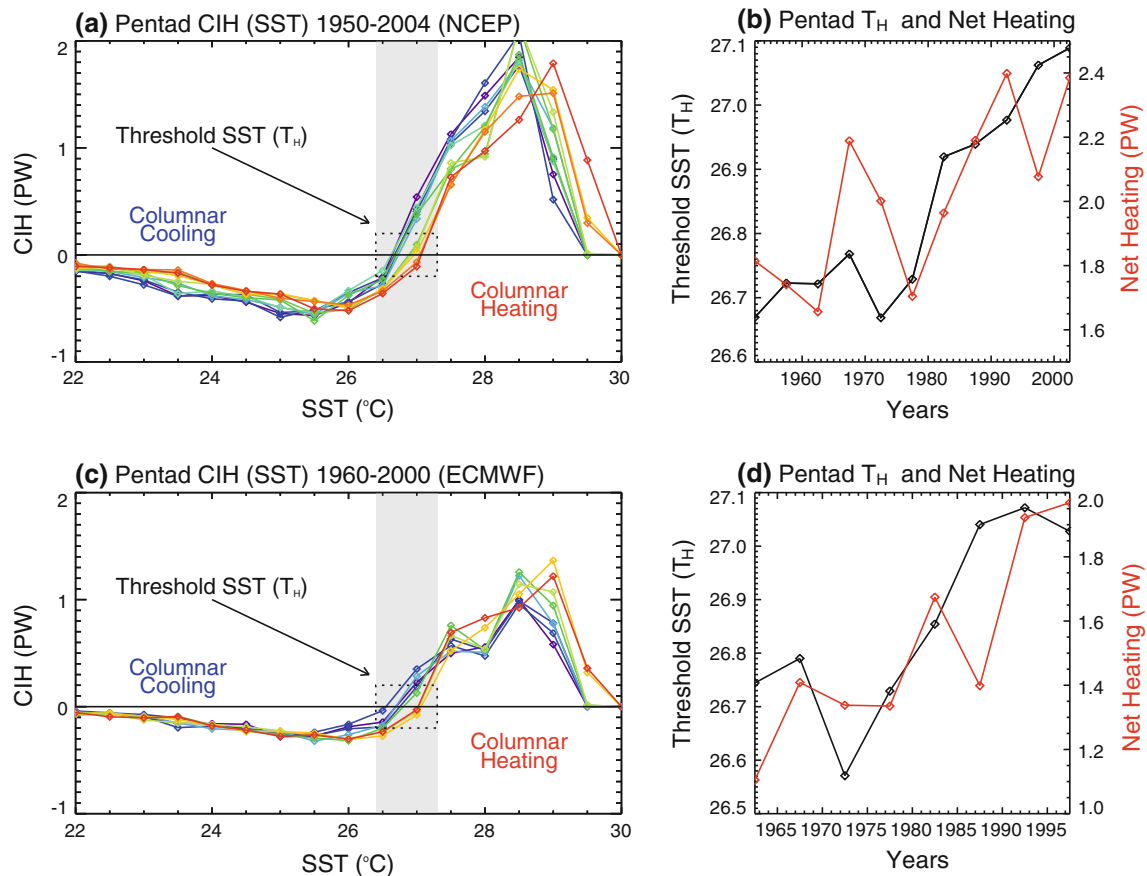 (a) Pentad CIH (SST) 1950-2004 (NCEP)
2
1
0
-1
CIH (PW)
Threshold SST (T_H)
Columnar
Cooling
Columnar
Heating
22 24 26 28 30
SST (°C)
(b) Pentad T_H and Net Heating
27.1
27.0
26.9
26.8
26.7
26.6
Threshold SST (T_H)
2.4
2.2
2.0
1.8
1.6
Net Heating (PW)
1960 1970 1980 1990 2000
Years
(c) Pentad CIH (SST) 1960-2000 (ECMWF)
2
1
0
-1
CIH (PW)
Threshold SST (T_H)
Columnar
Cooling
Columnar
Heating
22 24 26 28 30
SST (°C)
(d) Pentad T_H and Net Heating
27.1
27.0
26.9
26.8
26.7
26.6
26.5
Threshold SST (T_H)
2.0
1.8
1.6
1.4
1.2
1.0
Net Heating (PW)
1965 1970 1975 1980 1985 1990 1995
Years